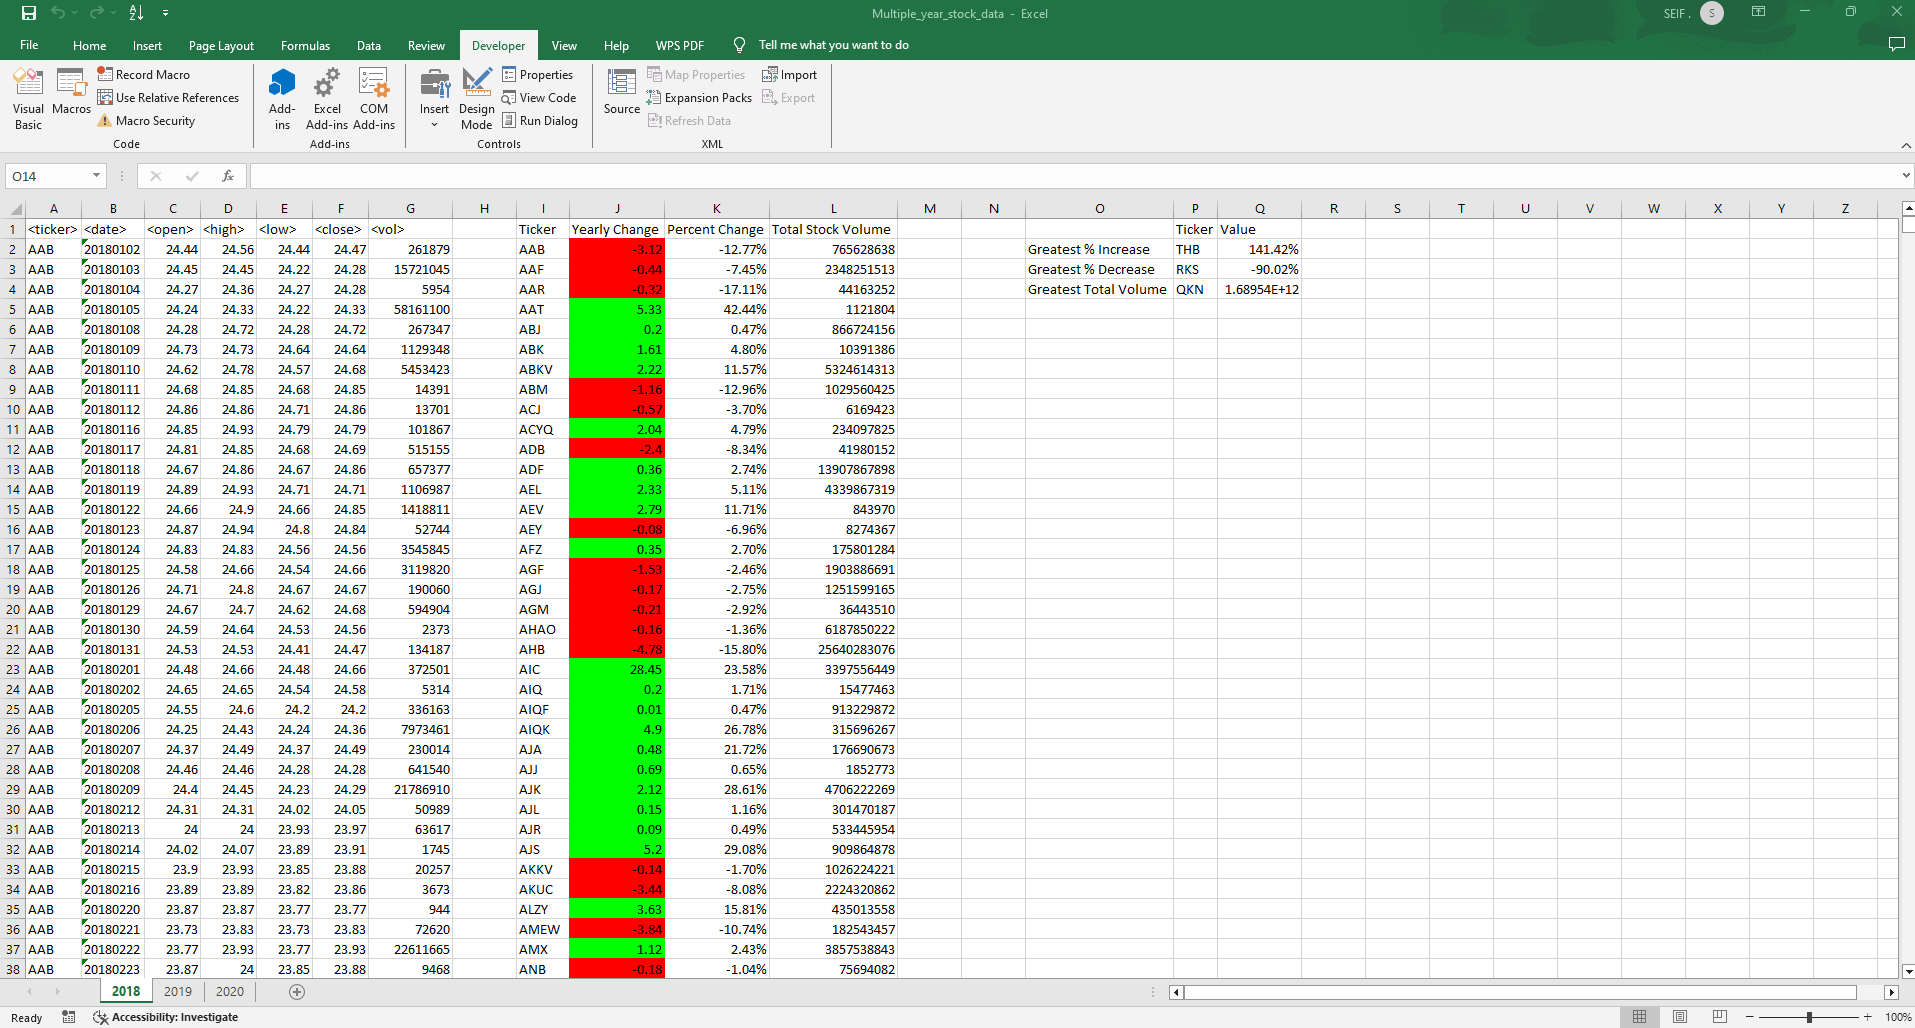 Multiple_year_stock_data - Excel
SEIF . S
File Home Insert Page Layout Formulas Data Review Developer View Help WPS PDF Tell me what you want to do
Visual Basic
Macros
Record Macro
Use Relative References
Macro Security
Code
Add-ins
Excel Add-ins
COM Add-ins
Add-ins
Insert
Design Mode
Properties
View Code
Run Dialog
Controls
Source
Map Properties
Expansion Packs
Refresh Data
Import
Export
XML
O14 fx
A B C D E F G H I J K L M N O P Q R S T U V W X Y Z
1 <ticker> <date> <open> <high> <low> <close> <vol> Ticker Yearly Change Percent Change Total Stock Volume Ticker Value
2 AAB 20180102 24.44 24.56 24.44 24.47 261879 AAB -3.12 -12.77% 765628638 Greatest % Increase THB 141.42%
3 AAB 20180103 24.45 24.45 24.22 24.28 15721045 AAF -0.44 -7.45% 2348251513 Greatest % Decrease RKS -90.02%
4 AAB 20180104 24.27 24.36 24.27 24.28 5954 AAR -0.32 -17.11% 44163252 Greatest Total Volume QKN 1.68954E+12
5 AAB 20180105 24.24 24.33 24.22 24.33 58161100 AAT 5.33 42.44% 1121804
6 AAB 20180108 24.28 24.72 24.28 24.72 267347 ABJ 0.2 0.47% 866724156
7 AAB 20180109 24.73 24.73 24.64 24.64 1129348 ABK 1.61 4.80% 10391386
8 AAB 20180110 24.62 24.78 24.57 24.68 5453423 ABKV 2.22 11.57% 5324614313
9 AAB 20180111 24.68 24.85 24.68 24.85 14391 ABM -1.16 -12.96% 1029560425
10 AAB 20180112 24.86 24.86 24.71 24.86 13701 ACJ -0.57 -3.70% 6169423
11 AAB 20180116 24.85 24.93 24.79 24.79 101867 ACYQ 2.04 4.79% 234097825
12 AAB 20180117 24.81 24.85 24.68 24.69 515155 ADB -2.4 -8.34% 41980152
13 AAB 20180118 24.67 24.86 24.67 24.86 657377 ADF 0.36 2.74% 13907867898
14 AAB 20180119 24.89 24.93 24.71 24.71 1106987 AEL 2.33 5.11% 4339867319
15 AAB 20180122 24.66 24.9 24.66 24.85 1418811 AEV 2.79 11.71% 843970
16 AAB 20180123 24.87 24.94 24.8 24.84 52744 AEY -0.08 -6.96% 8274367
17 AAB 20180124 24.83 24.83 24.56 24.56 3545845 AFZ 0.35 2.70% 175801284
18 AAB 20180125 24.58 24.66 24.54 24.66 3119820 AGF -1.53 -2.46% 1903886691
19 AAB 20180126 24.71 24.8 24.67 24.67 190060 AGJ -0.17 -2.75% 1251599165
20 AAB 20180129 24.67 24.7 24.62 24.68 594904 AGM -0.21 -2.92% 36443510
21 AAB 20180130 24.59 24.64 24.53 24.56 2373 AHAO -0.16 -1.36% 6187850222
22 AAB 20180131 24.53 24.53 24.41 24.47 134187 AHB -4.78 -15.80% 25640283076
23 AAB 20180201 24.48 24.66 24.48 24.66 372501 AIC 28.45 23.58% 3397556449
24 AAB 20180202 24.65 24.65 24.54 24.58 5314 AIQ 0.2 1.71% 15477463
25 AAB 20180205 24.55 24.6 24.2 24.2 336163 AIQF 0.01 0.47% 913229872
26 AAB 20180206 24.25 24.43 24.24 24.36 7973461 AIQK 4.9 26.78% 315696267
27 AAB 20180207 24.37 24.49 24.37 24.49 230014 AJA 0.48 21.72% 176690673
28 AAB 20180208 24.46 24.46 24.28 24.28 641540 AJJ 0.69 0.65% 1852773
29 AAB 20180209 24.4 24.45 24.23 24.29 21786910 AJK 2.12 28.61% 4706222269
30 AAB 20180212 24.31 24.31 24.02 24.05 50989 AJL 0.15 1.16% 301470187
31 AAB 20180213 24 24 23.93 23.97 63617 AJR 0.09 0.49% 533445954
32 AAB 20180214 24.02 24.07 23.89 23.91 1745 AJS 5.2 29.08% 909864878
33 AAB 20180215 23.9 23.93 23.85 23.88 20257 AKKV -0.14 -1.70% 1026224221
34 AAB 20180216 23.89 23.89 23.82 23.86 3673 AKUC -3.44 -8.08% 2224320862
35 AAB 20180220 23.87 23.87 23.77 23.77 944 ALZY 3.63 15.81% 435013558
36 AAB 20180221 23.73 23.83 23.73 23.83 72620 AMEW -3.84 -10.74% 182543457
37 AAB 20180222 23.77 23.93 23.77 23.93 22611665 AMX 1.12 2.43% 3857538843
38 AAB 20180223 23.87 24 23.85 23.88 9468 ANB -0.18 -1.04% 75694082
2018 2019 2020
Ready Accessibility: Investigate 100%